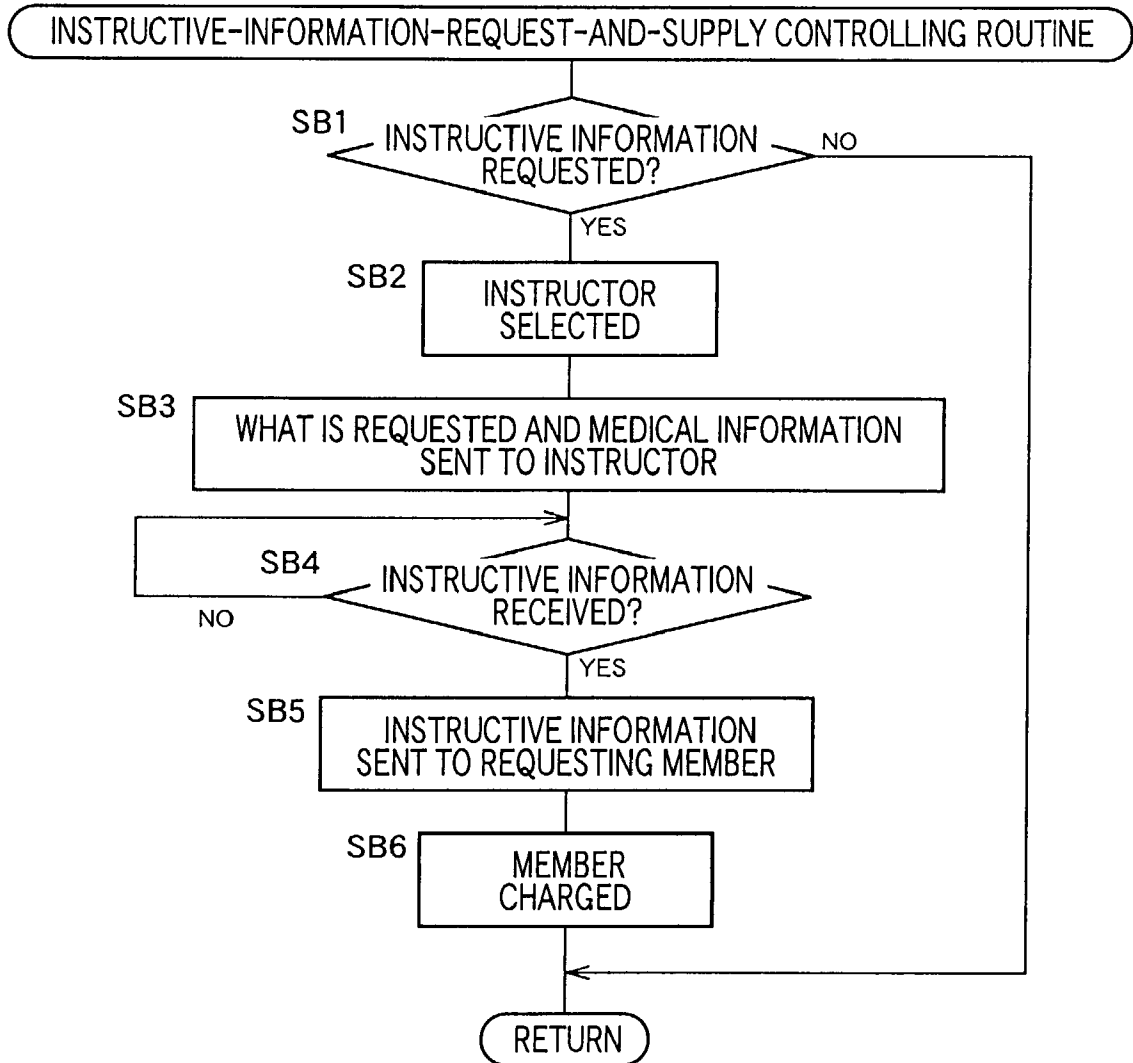 INSTRUCTIVE-INFORMATION-REQUEST-AND-SUPPLY CONTROLLING ROUTINE
SB1
INSTRUCTIVE INFORMATION
REQUESTED?
NO
YES
SB2
INSTRUCTOR
SELECTED
SB3
WHAT IS REQUESTED AND MEDICAL INFORMATION
SENT TO INSTRUCTOR
SB4
INSTRUCTIVE INFORMATION
RECEIVED?
NO
YES
SB5
INSTRUCTIVE INFORMATION
SENT TO REQUESTING MEMBER
SB6
MEMBER
CHARGED
RETURN